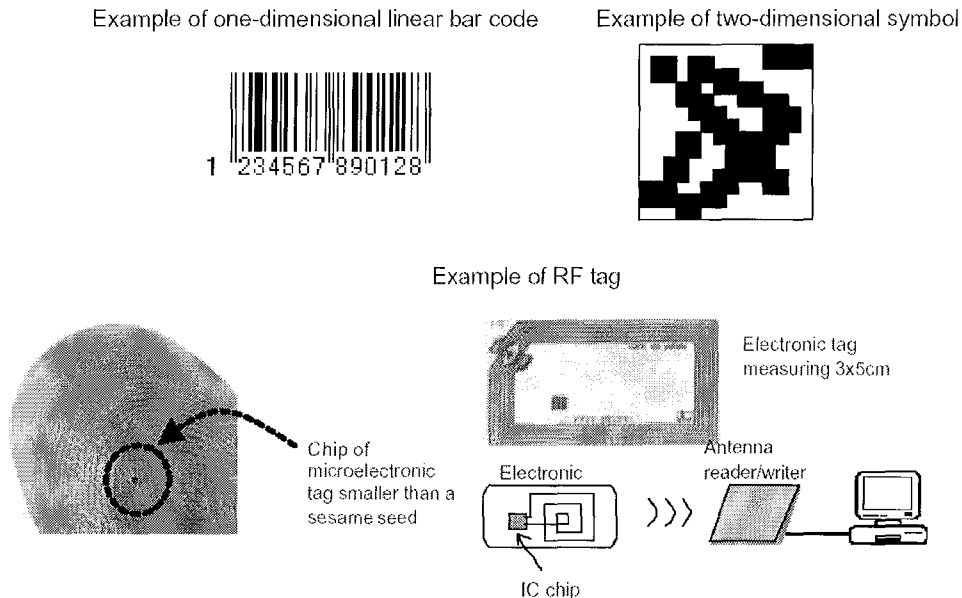 Example of one-dimensional linear bar code
Example of two-dimensional symbol
1 234567 890128
Example of RF tag
Electronic tag
measuring 3x5cm
Chip of
microelectronic
tag smaller than a
sesame seed
Electronic
Antenna
reader/writer
IC chip